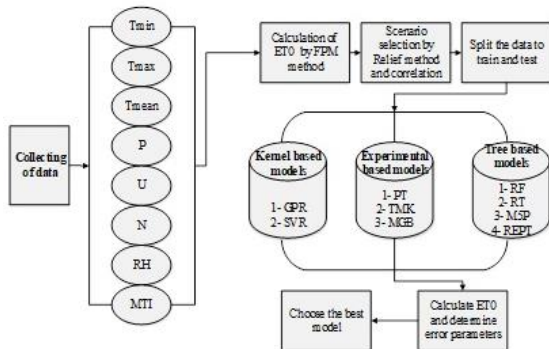 Collecting
of data
Tmin
Tmax
Tmean
P
U
N
RH
MTI
Calculation of
ET0 by FPM
method
Scenario
selection by
Relief method
and correlation
Split the data to
train and test
Kernel based
models
1- GPR
2- SVR
Experimental
based models
1- PT
2- TMK
3- MGB
Tree based
models
1- RF
2- RT
3- M5P
4- REPT
Calculate ET0
and determine
error parameters
Choose the best
model